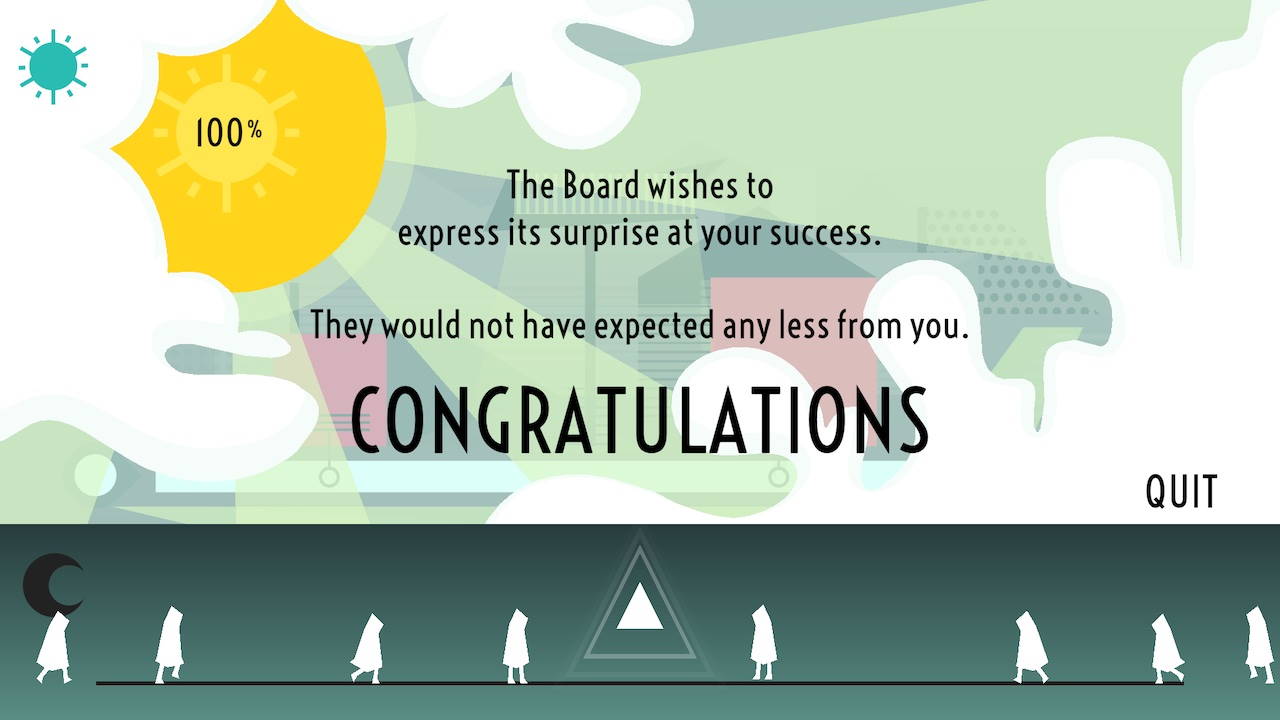 100%
The Board wishes to
express its surprise at your success.
They would not have expected any less from you.
CONGRATULATIONS
QUIT